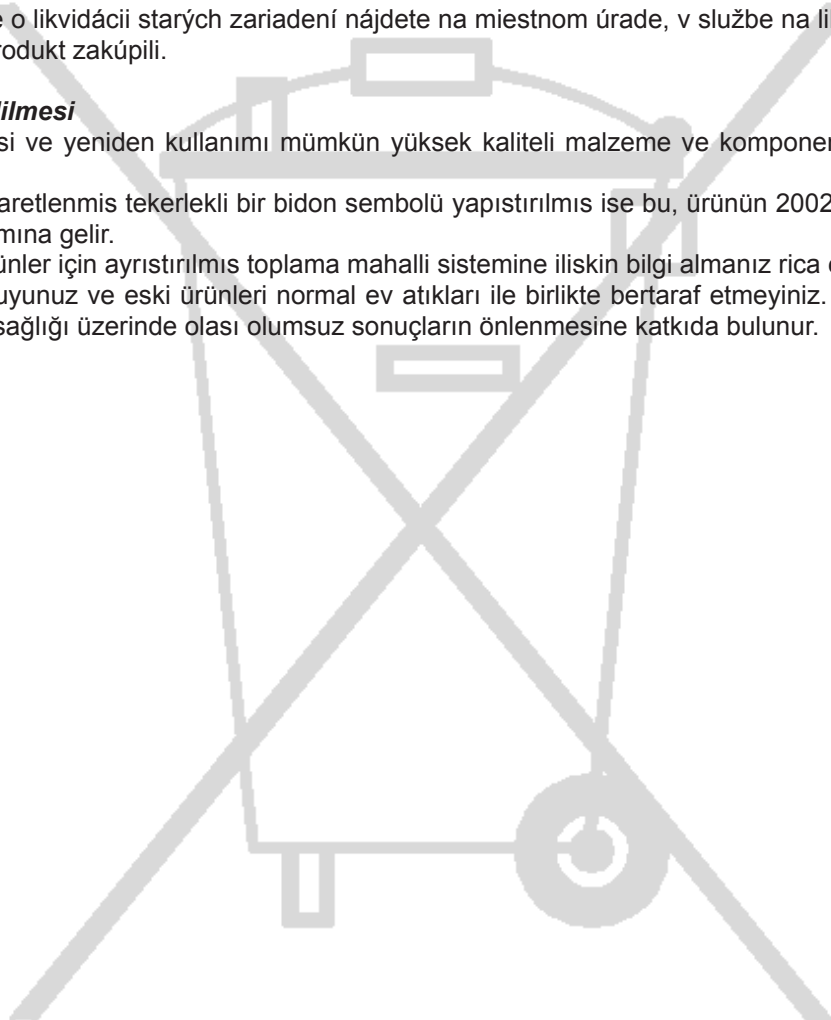 e o likvidácii starých zariadení nájdete na miestnom úrade, v službe na li
rodukt zakúpili.
dilmesi
si ve yeniden kullanımı mümkün yüksek kaliteli malzeme ve komponen
aretlenmis tekerlekli bir bidon sembolü yapıstırılmıs ise bu, ürünün 2002
mına gelir.
ünler için ayrıstırılmıs toplama mahalli sistemine iliskin bilgi almanız rica e
uyunuz ve eski ürünleri normal ev atıkları ile birlikte bertaraf etmeyiniz.
sağlığı üzerinde olası olumsuz sonuçların önlenmesine katkıda bulunur.